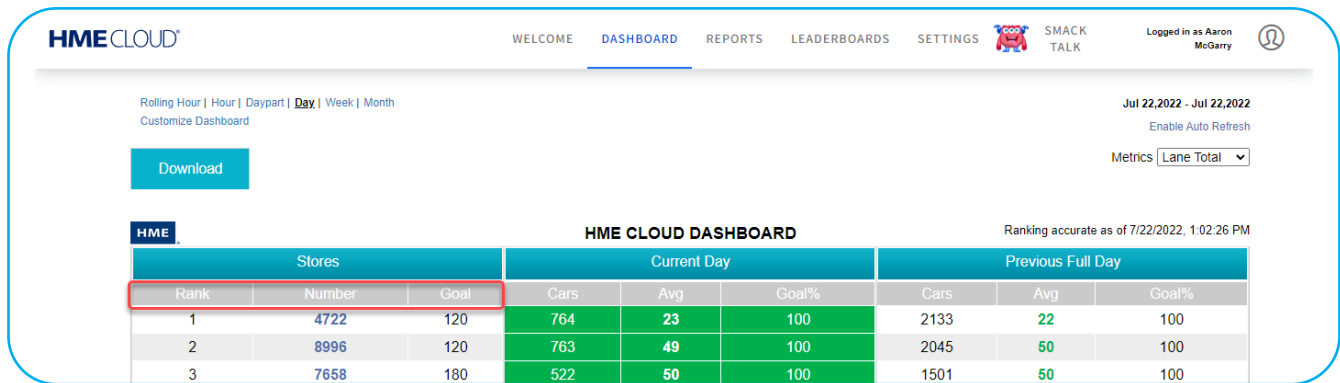 HME CLOUD®
WELCOME DASHBOARD REPORTS LEADERBOARDS SETTINGS SMACK TALK Logged in as Aaron McGarry
Rolling Hour | Hour | Daypart | Day | Week | Month
Jul 22,2022 - Jul 22,2022
Customize Dashboard
Enable Auto Refresh
Download
Metrics Lane Total
HME HME CLOUD DASHBOARD Ranking accurate as of 7/22/2022, 1:02:26 PM
Stores Current Day Previous Full Day
Rank Number Goal Cars Avg Goal% Cars Avg Goal%
1 4722 120 764 23 100 2133 22 100
2 8996 120 763 49 100 2045 50 100
3 7658 180 522 50 100 1501 50 100